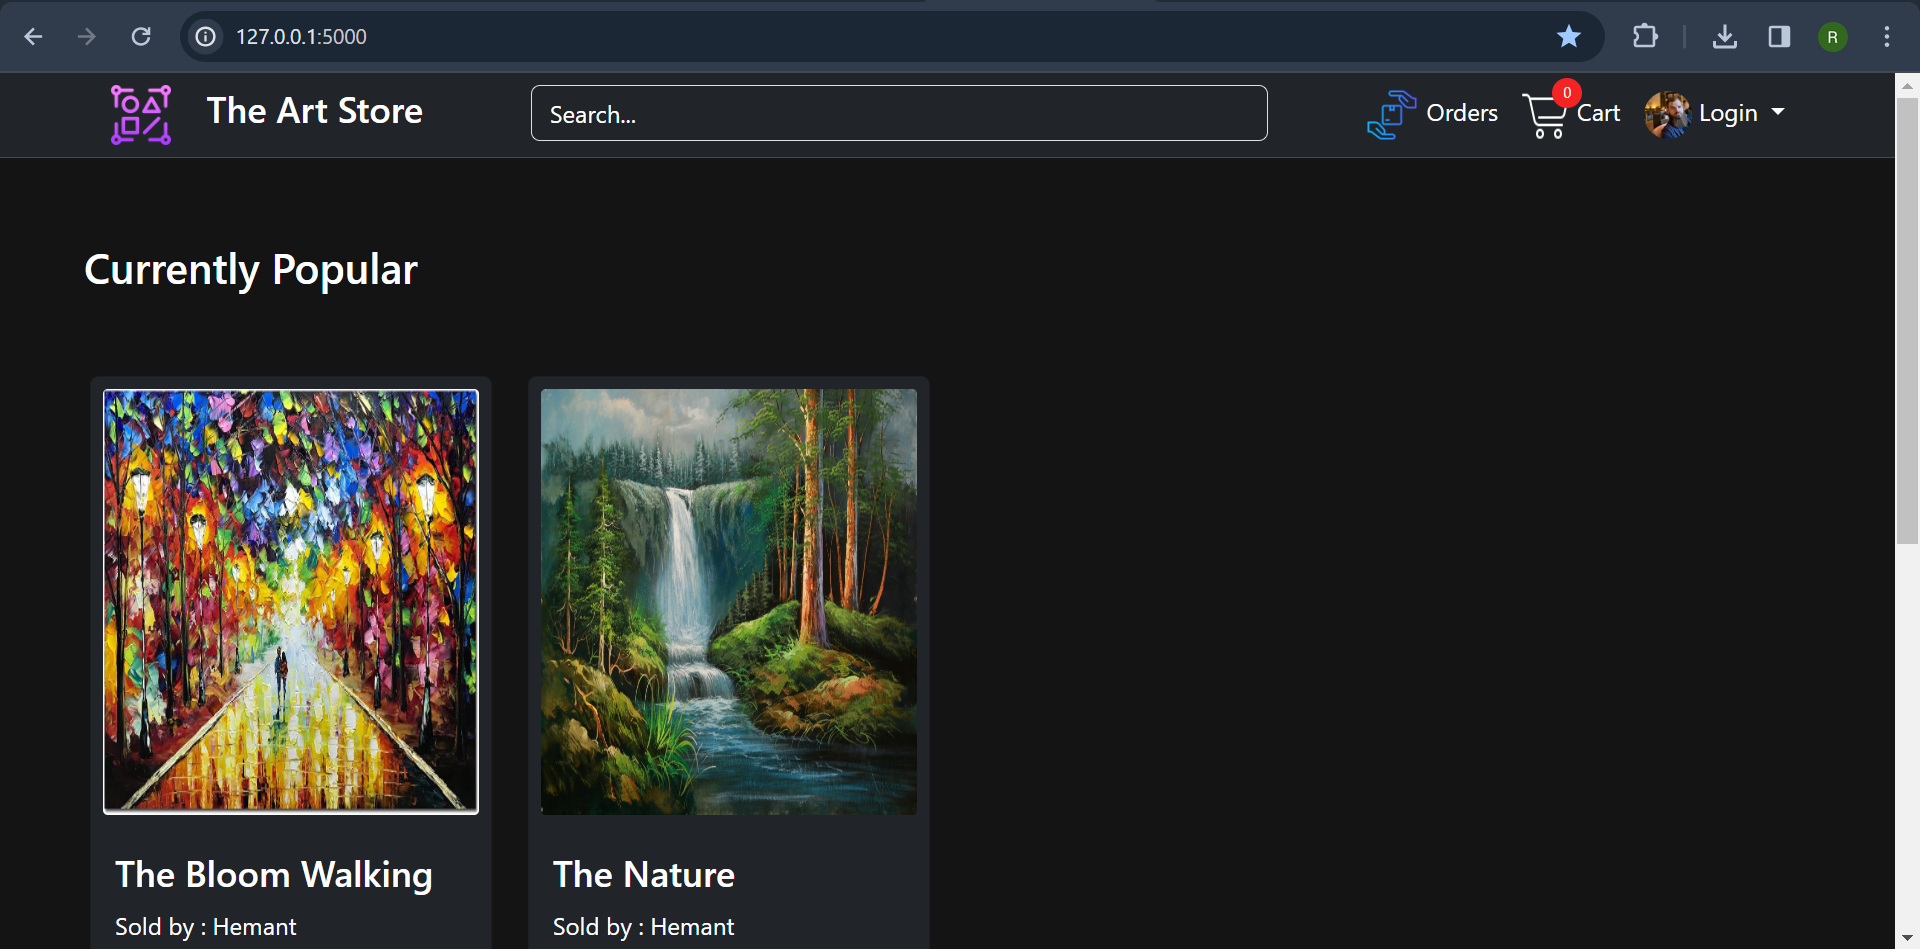 127.0.0.1:5000
R
The Art Store
Search...
Orders
0
Cart
Login
Currently Popular
The Bloom Walking
Sold by : Hemant
The Nature
Sold by : Hemant